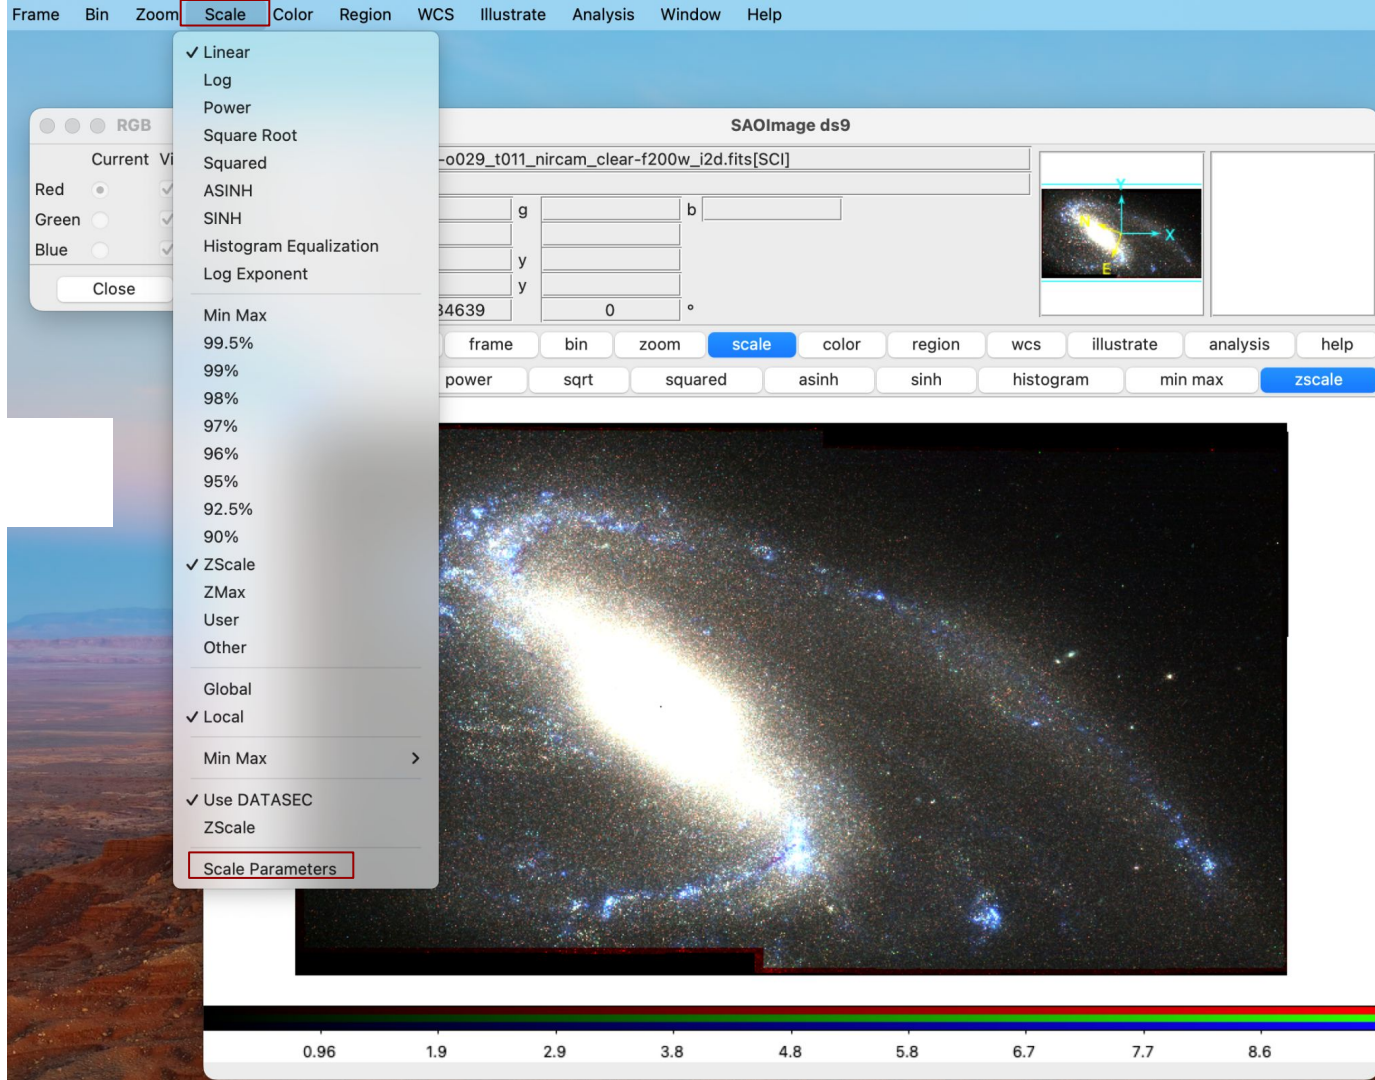 Frame Bin Zoom Scale Color Region WCS Illustrate Analysis Window Help
Linear
Log
Power
Square Root
Squared
ASINH
SINH
Histogram Equalization
Log Exponent
Min Max
99.5%
99%
98%
97%
96%
95%
92.5%
90%
ZScale
ZMax
User
Other
Global
Local
Min Max
Use DATASEC
ZScale
Scale Parameters
RGB
Current Vi
Red
Green
Blue
Close
SAOImage ds9
-o029_t011_nircam_clear-f200w_i2d.fits[SCI]
g b
y
y
34639 0 °
Y
X
N
E
frame bin zoom scale color region wcs illustrate analysis help
power sqrt squared asinh sinh histogram min max zscale
0.96 1.9 2.9 3.8 4.8 5.8 6.7 7.7 8.6